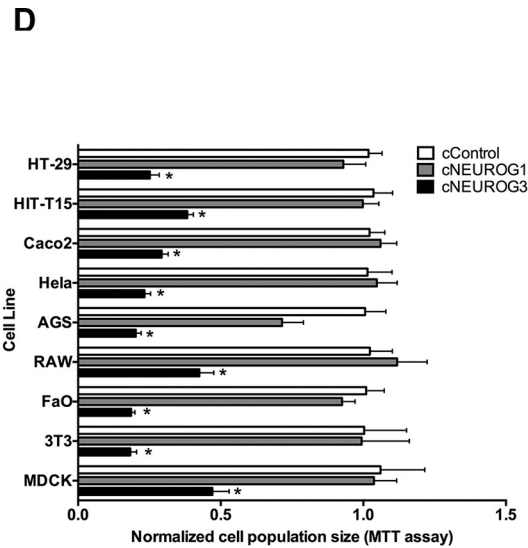 D
cControl
cNEUROG1
cNEUROG3
Cell Line
HT-29
*
HIT-T15
*
Caco2
*
Hela
*
AGS
*
RAW
*
FaO
*
3T3
*
MDCK
*
0.0 0.5 1.0 1.5
Normalized cell population size (MTT assay)